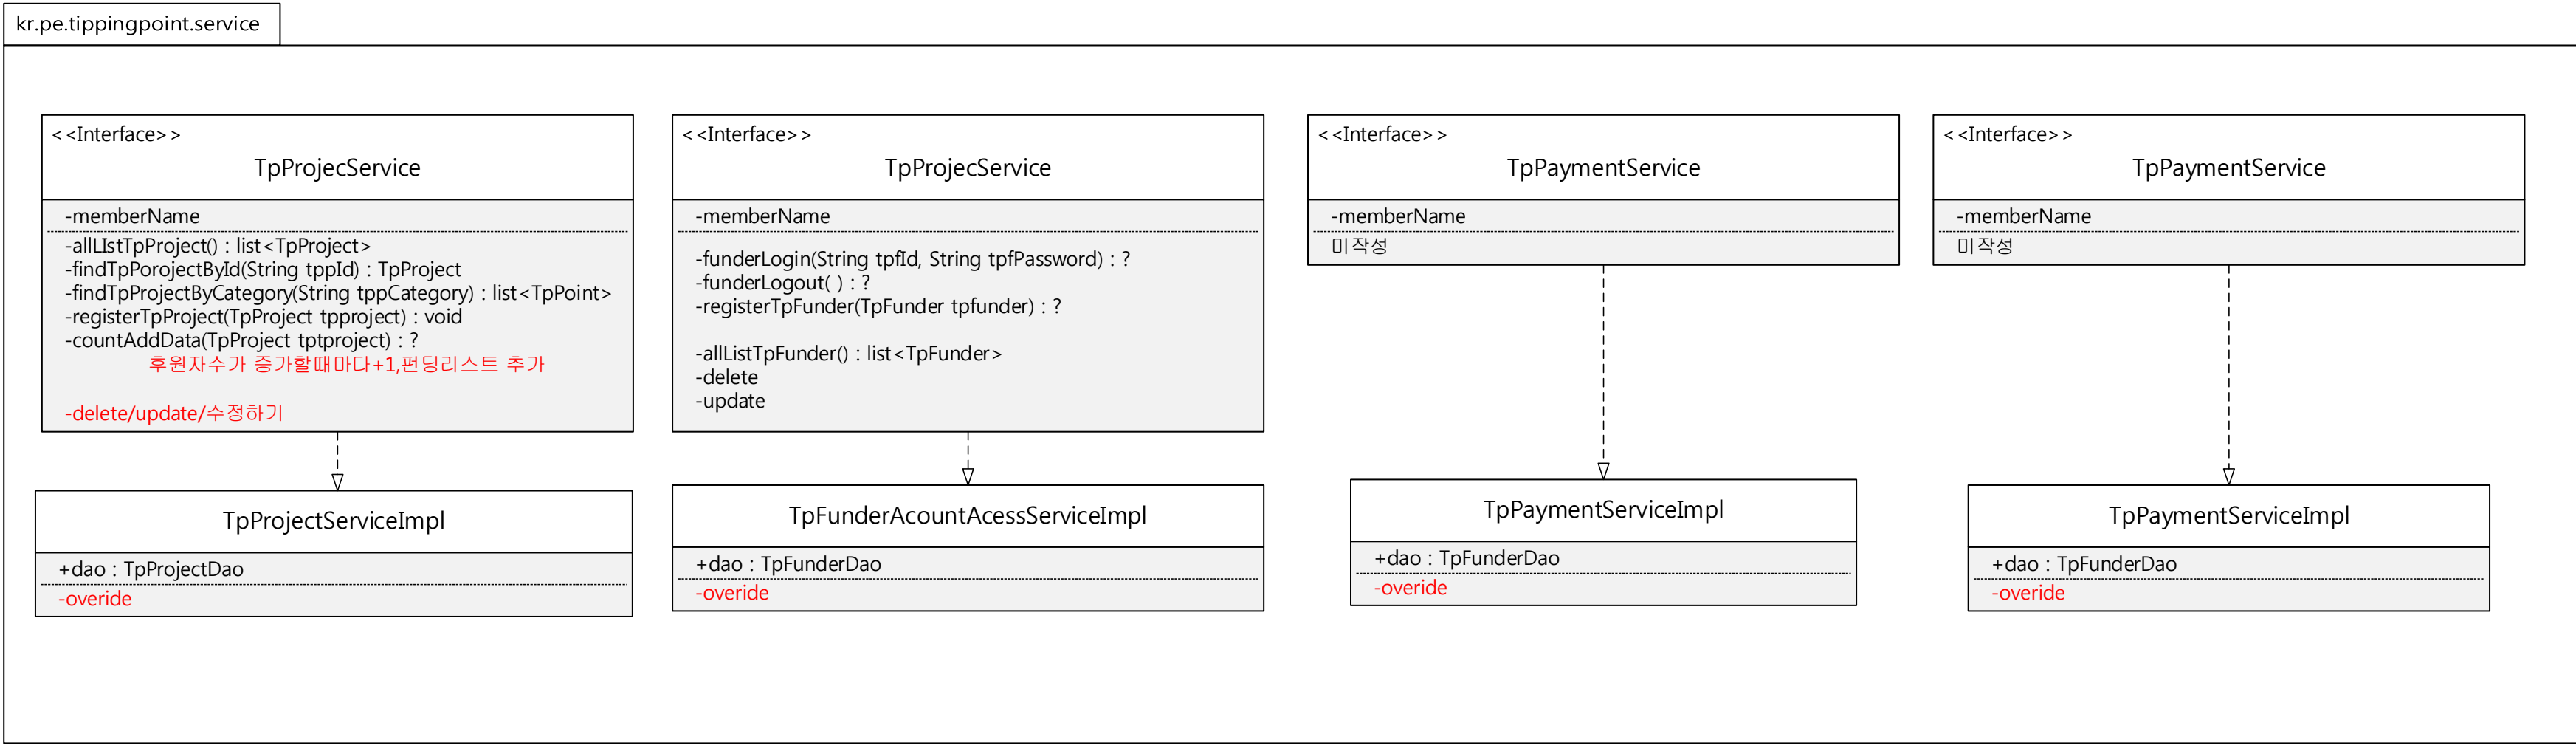 kr.pe.tippingpoint.service
<<Interface>>
TpProjecService
-memberName
-allLIstTpProject() : list<TpProject>
-findTpPorojectById(String tppId) : TpProject
-findTpProjectByCategory(String tppCategory) : list<TpPoint>
-registerTpProject(TpProject tpproject) : void
-countAddData(TpProject tptproject) : ?
후원자수가 증가할때마다+1,펀딩리스트 추가
-delete/update/수정하기
TpProjectServiceImpl
+dao : TpProjectDao
-overide
<<Interface>>
TpProjecService
-memberName
-funderLogin(String tpfId, String tpfPassword) : ?
-funderLogout( ) : ?
-registerTpFunder(TpFunder tpfunder) : ?
-allListTpFunder() : list<TpFunder>
-delete
-update
TpFunderAcountAcessServiceImpl
+dao : TpFunderDao
-overide
<<Interface>>
TpPaymentService
-memberName
미작성
TpPaymentServiceImpl
+dao : TpFunderDao
-overide
<<Interface>>
TpPaymentService
-memberName
미작성
TpPaymentServiceImpl
+dao : TpFunderDao
-overide